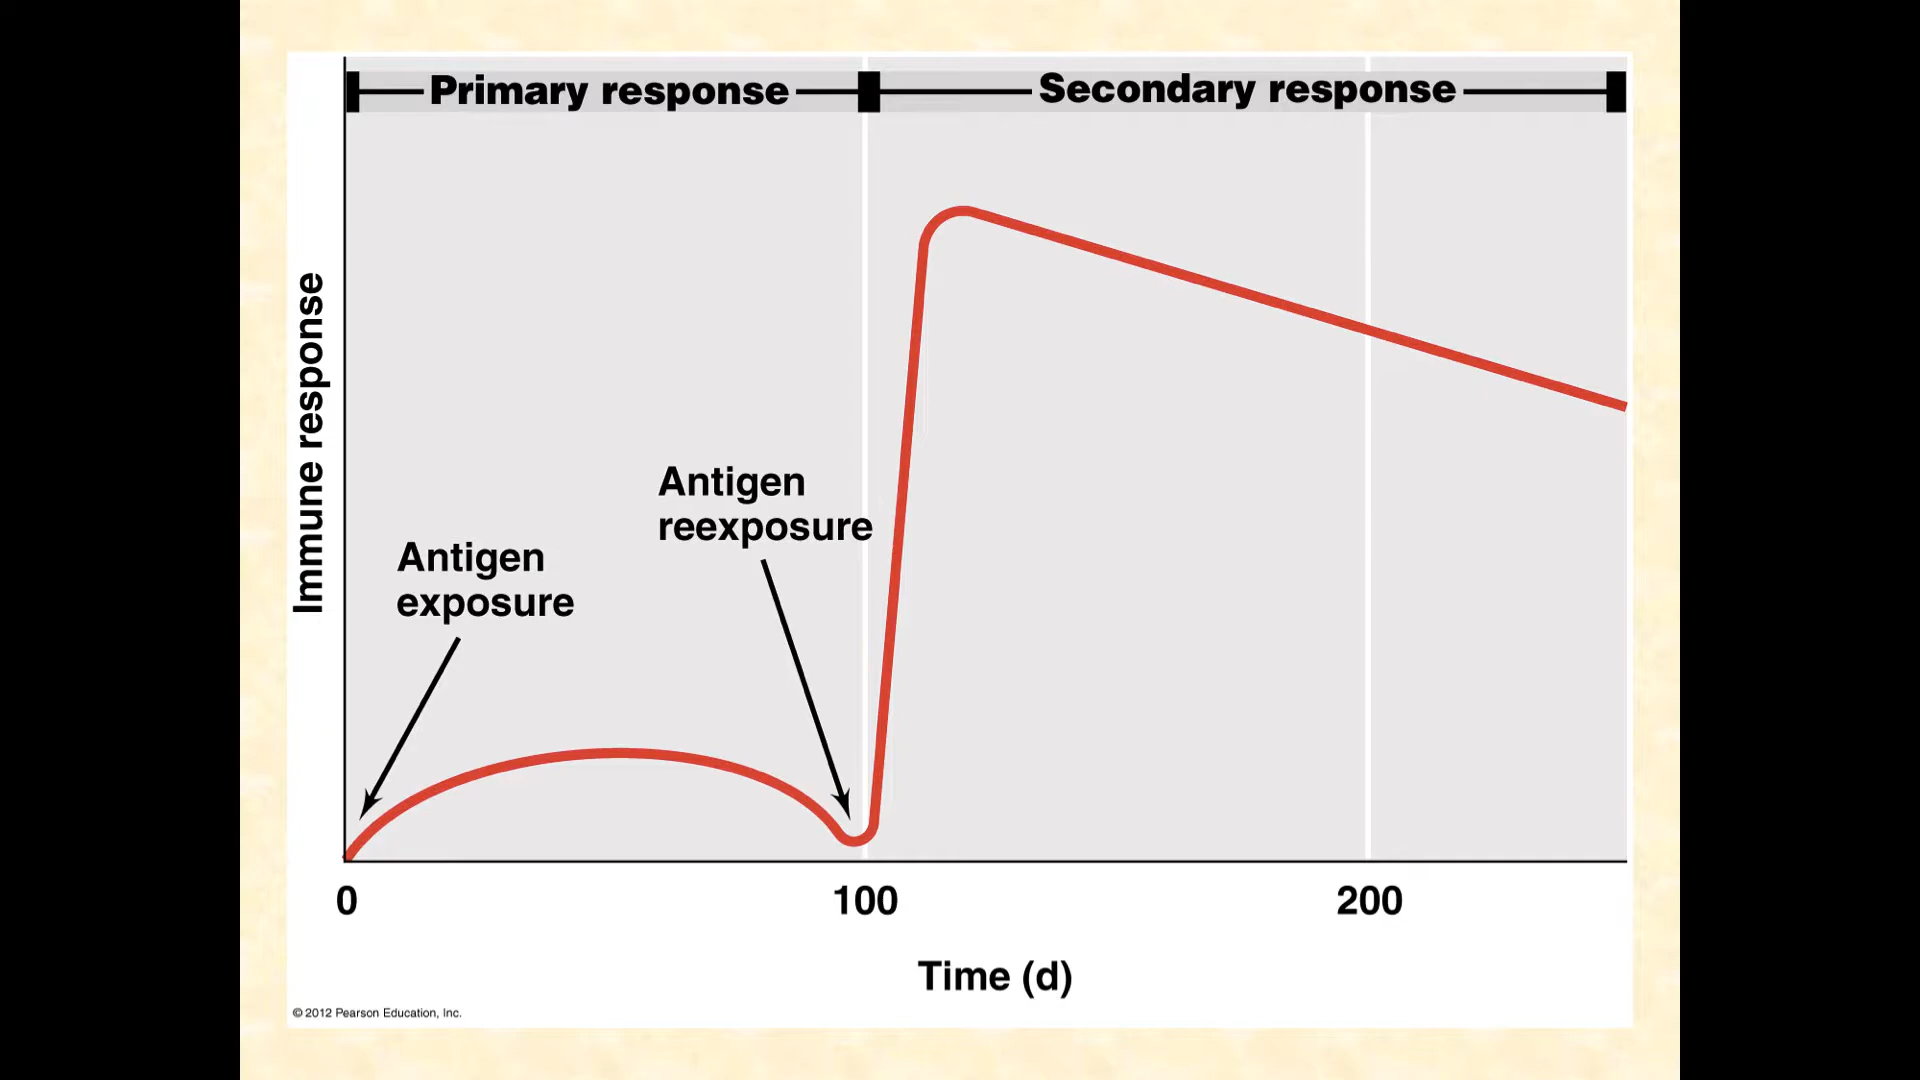 Primary response
Secondary response
Immune response
Antigen
reexposure
Antigen
exposure
0
100
200
Time (d)
© 2012 Pearson Education, Inc.